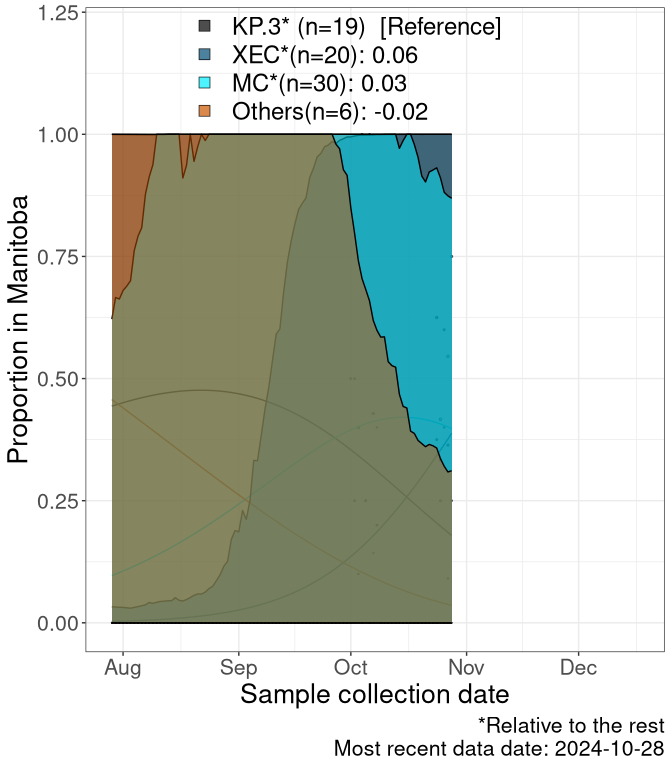 KP.3* (n=19)  [Reference]
XEC*(n=20): 0.06
MC*(n=30): 0.03
Others(n=6): -0.02
1.25
1.00
0.75
0.50
0.25
0.00
Proportion in Manitoba
Aug Sep Oct Nov Dec
Sample collection date
*Relative to the rest
Most recent data date: 2024-10-28